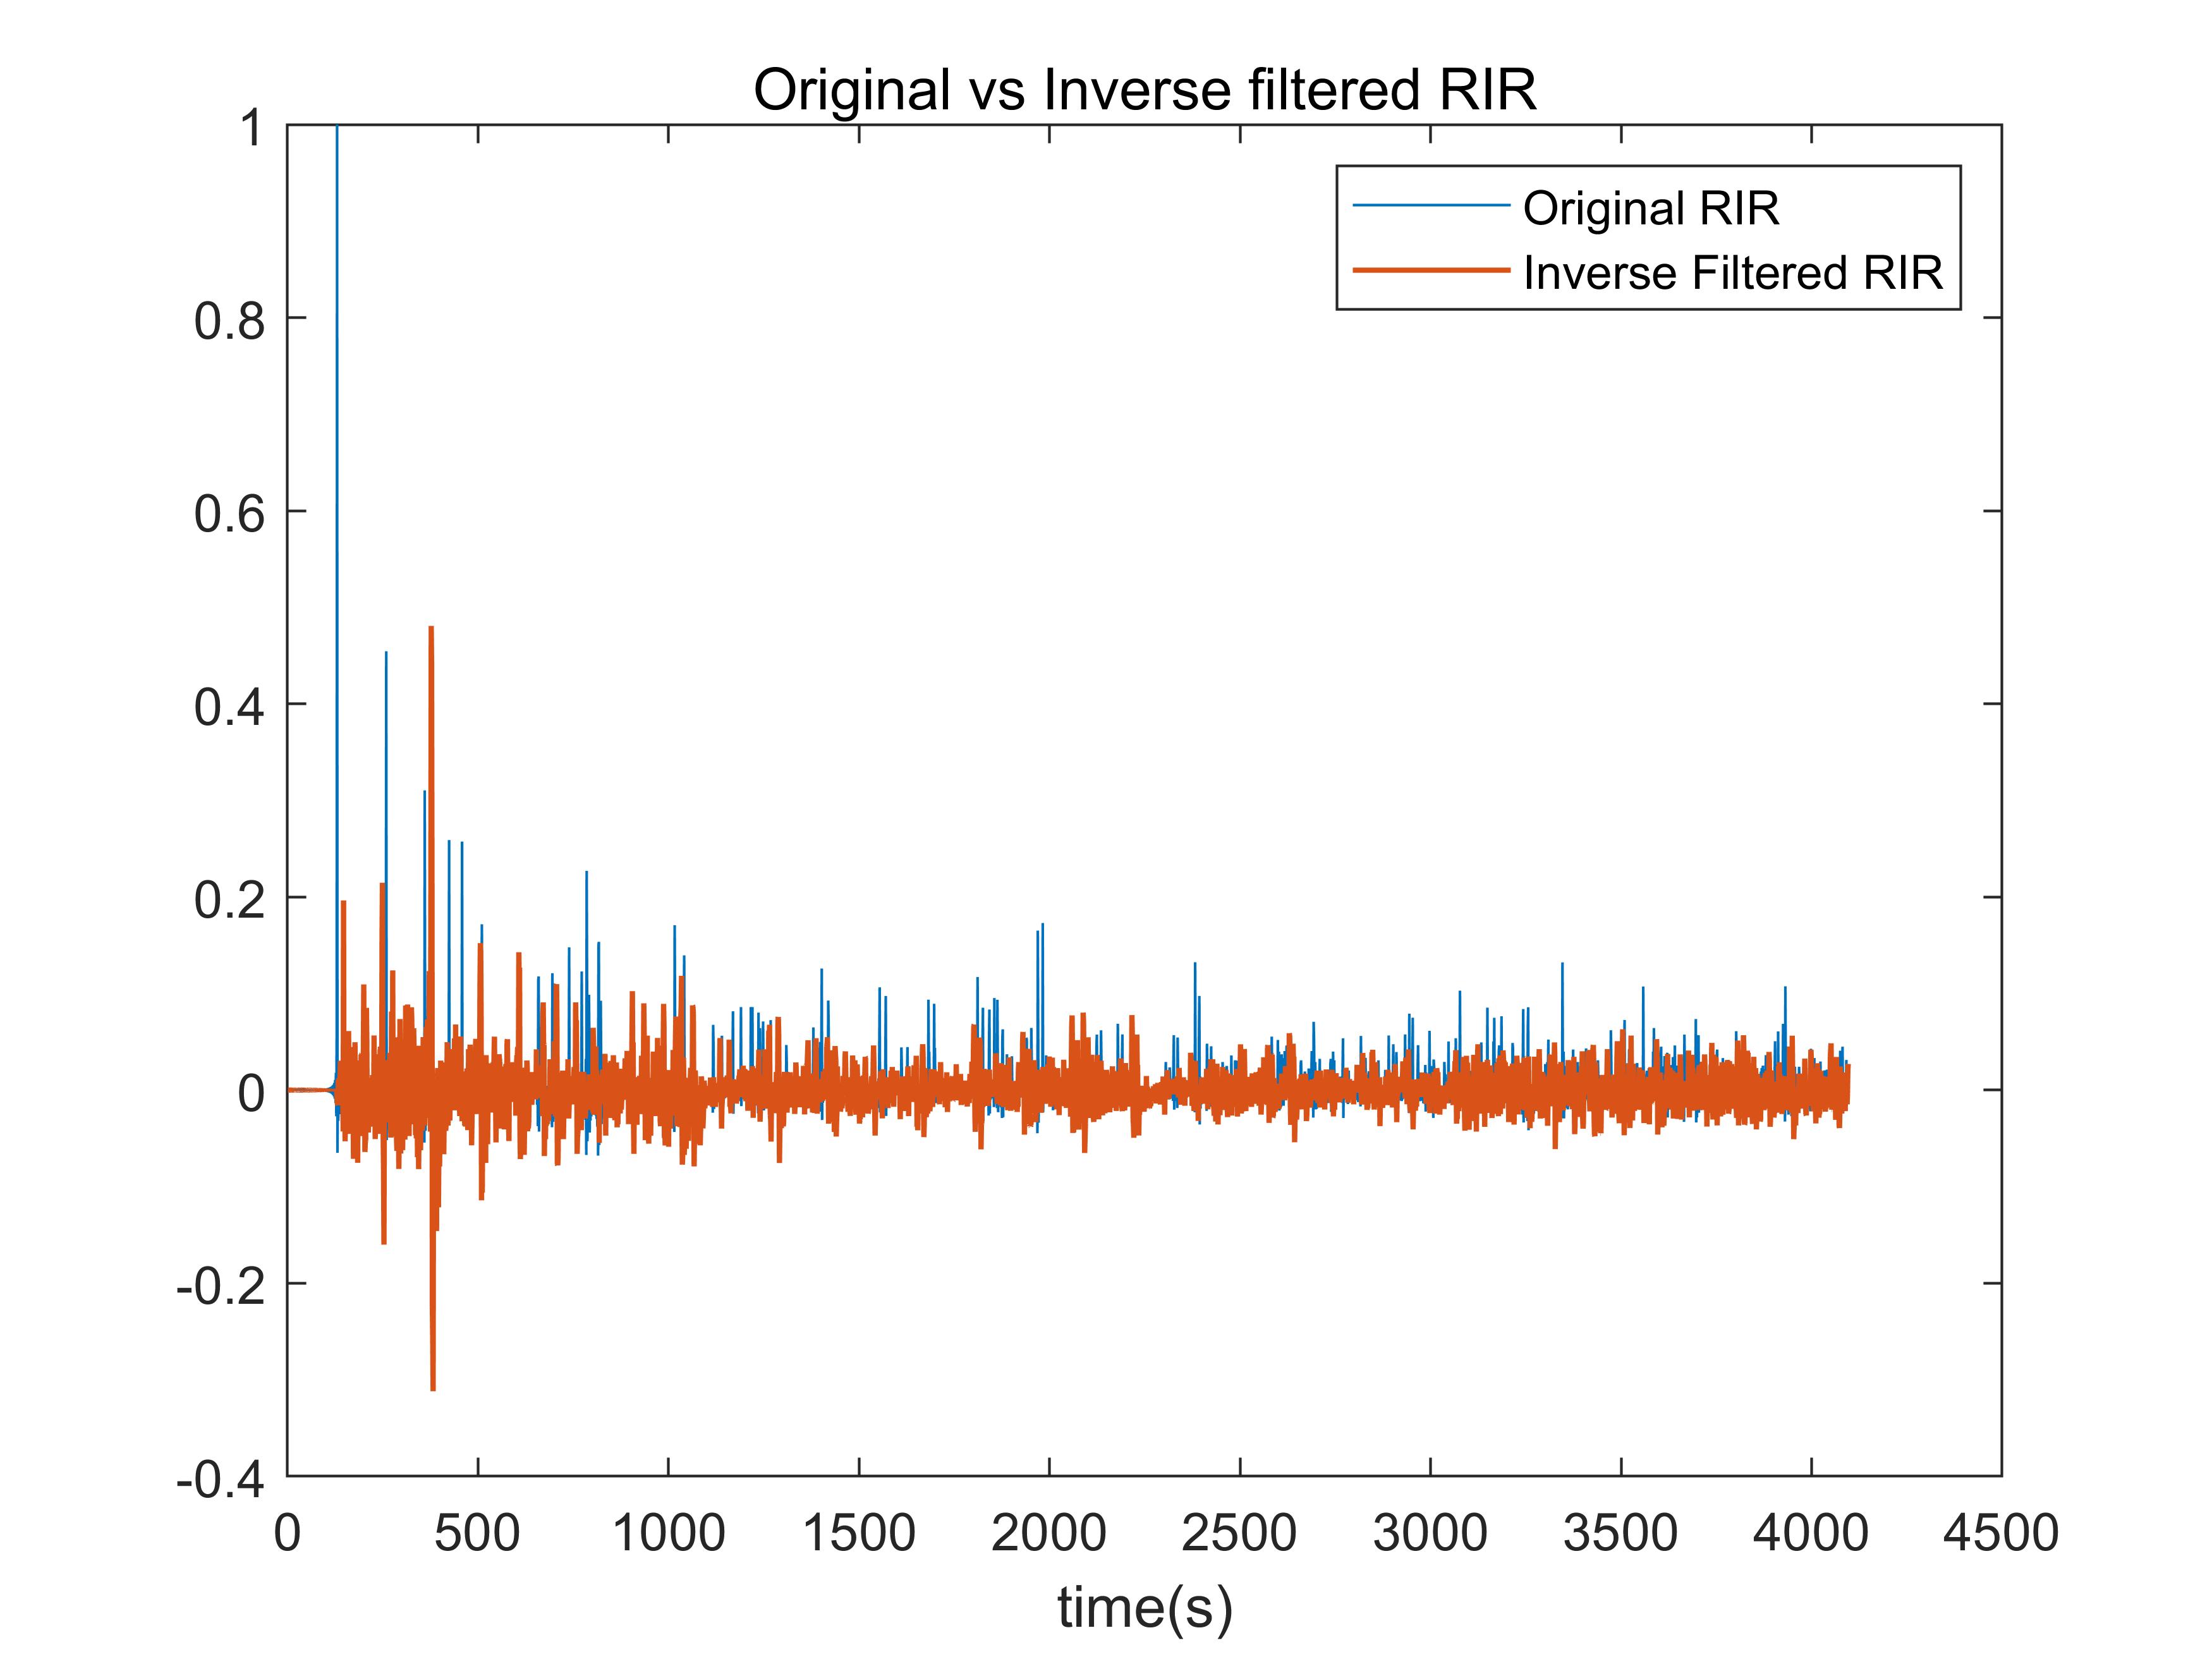 Original vs Inverse filtered RIR
1
0.8
0.6
0.4
0.2
0
-0.2
-0.4
Original RIR
Inverse Filtered RIR
0 500 1000 1500 2000 2500 3000 3500 4000 4500
time(s)